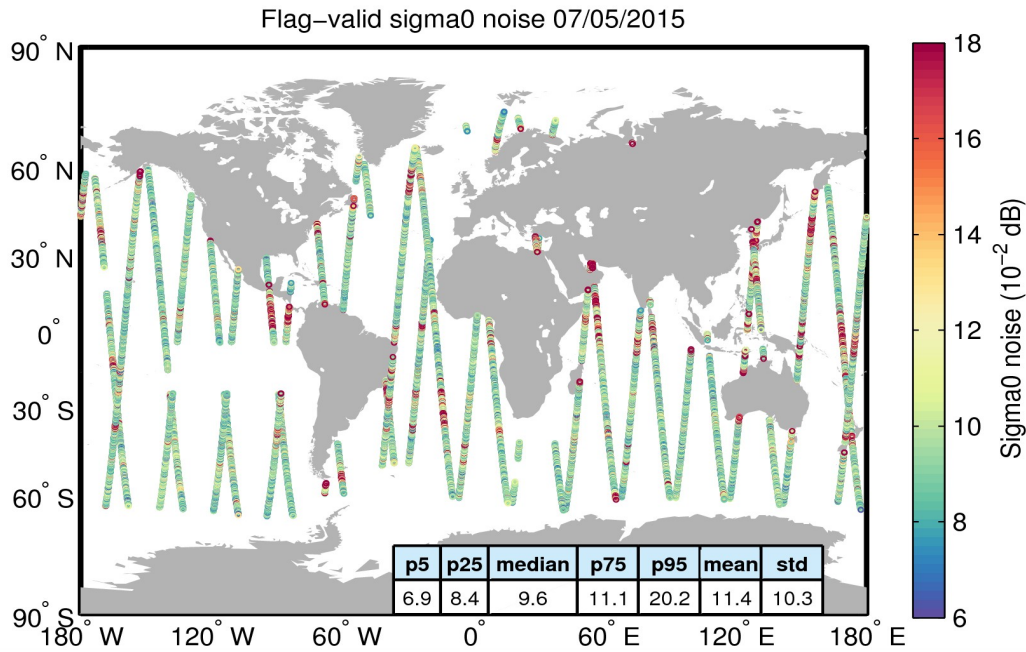 Flag-valid sigma0 noise 07/05/2015
90° N
60° N
30° N
0°
30° S
60° S
90° S
180° W
120° W
60° W
0°
60° E
120° E
180° E
p5 p25 median p75 p95 mean std
6.9 8.4 9.6 11.1 20.2 11.4 10.3
18
16
14
12
10
8
6
Sigma0 noise (10⁻² dB)